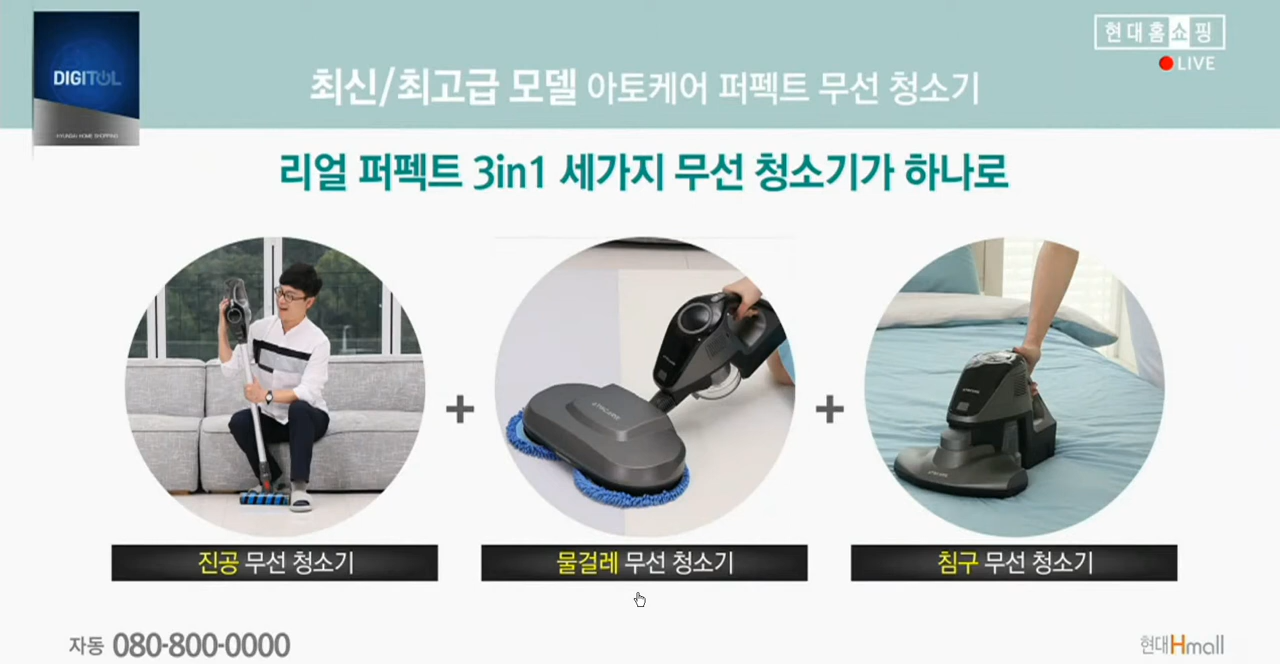 DIGITOL
HYUNDAI HOME SHOPPING
현대홈쇼핑
LIVE
최신/최고급 모델 아토케어 퍼펙트 무선 청소기
리얼 퍼펙트 3in1 세가지 무선 청소기가 하나로
+ +
진공 무선 청소기
물걸레 무선 청소기
침구 무선 청소기
자동 080-800-0000
현대Hmall